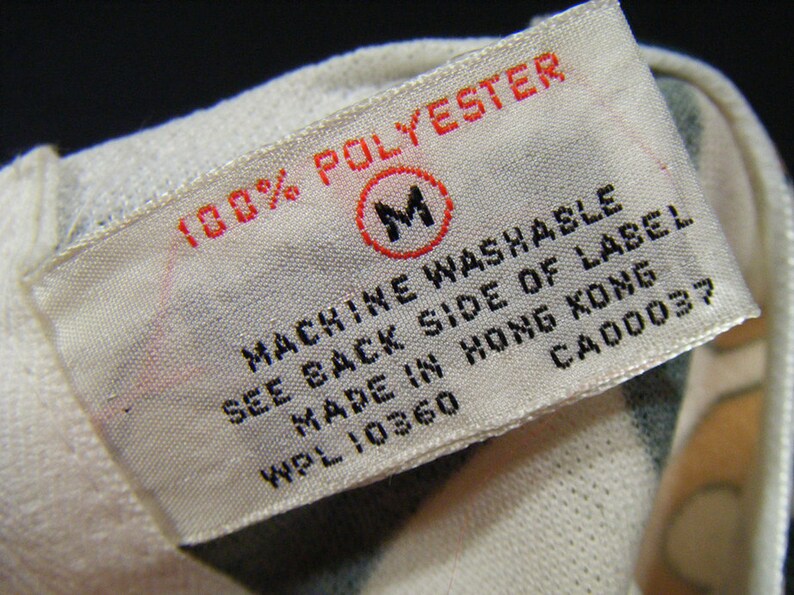 100% POLYESTER
M
MACHINE WASHABLE
SEE BACK SIDE OF LABEL
MADE IN HONG KONG
WPL 10360 CA00037